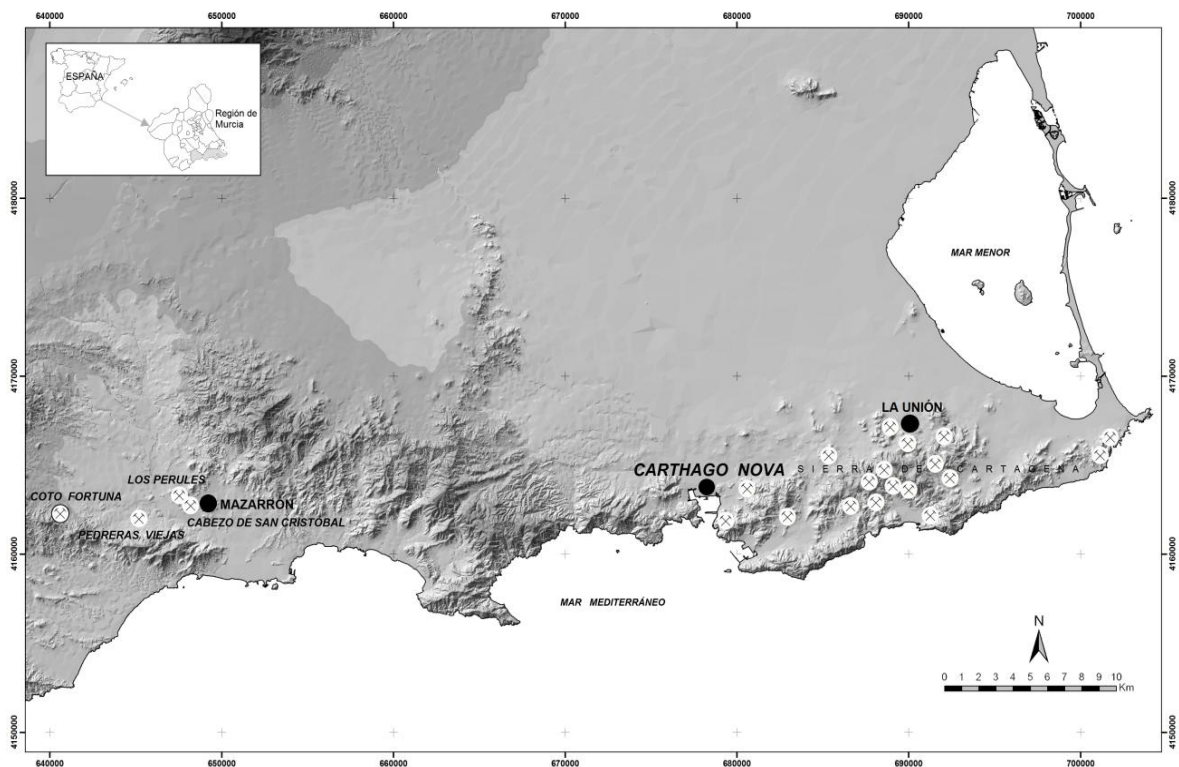 640000 650000 660000 670000 680000 690000 700000
ESPAÑA
Región de
Murcia
4180000 4180000
MAR MENOR
4170000 4170000
LA UNIÓN
CARTHAGO NOVA
SIERRA DE CARTAGENA
LOS PERULES
COTO FORTUNA
MAZARRÓN
CABEZO DE SAN CRISTÓBAL
PEDRERAS VIEJAS
4160000 4160000
MAR MEDITERRÁNEO
N
0 1 2 3 4 5 6 7 8 9 10
Km
4150000 4150000
640000 650000 660000 670000 680000 690000 700000